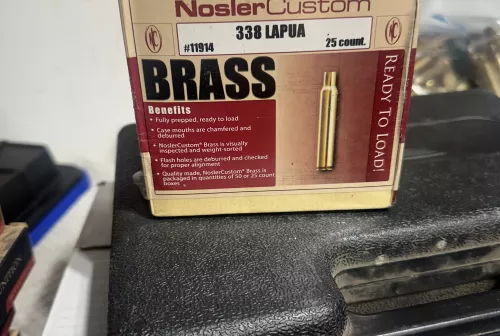 NoslerCustom
338 LAPUA
#11914 25 count.
BRASS
Benefits
• Fully prepped, ready to load
• Case mouths are chamfered and
deburred
• NoslerCustom® Brass is visually
inspected and weight-sorted
• Flash holes are deburred and checked
for proper alignment
• Quality made, NoslerCustom® Brass is
packaged in quantities of 50 or 25 count
boxes
READY TO LOAD!